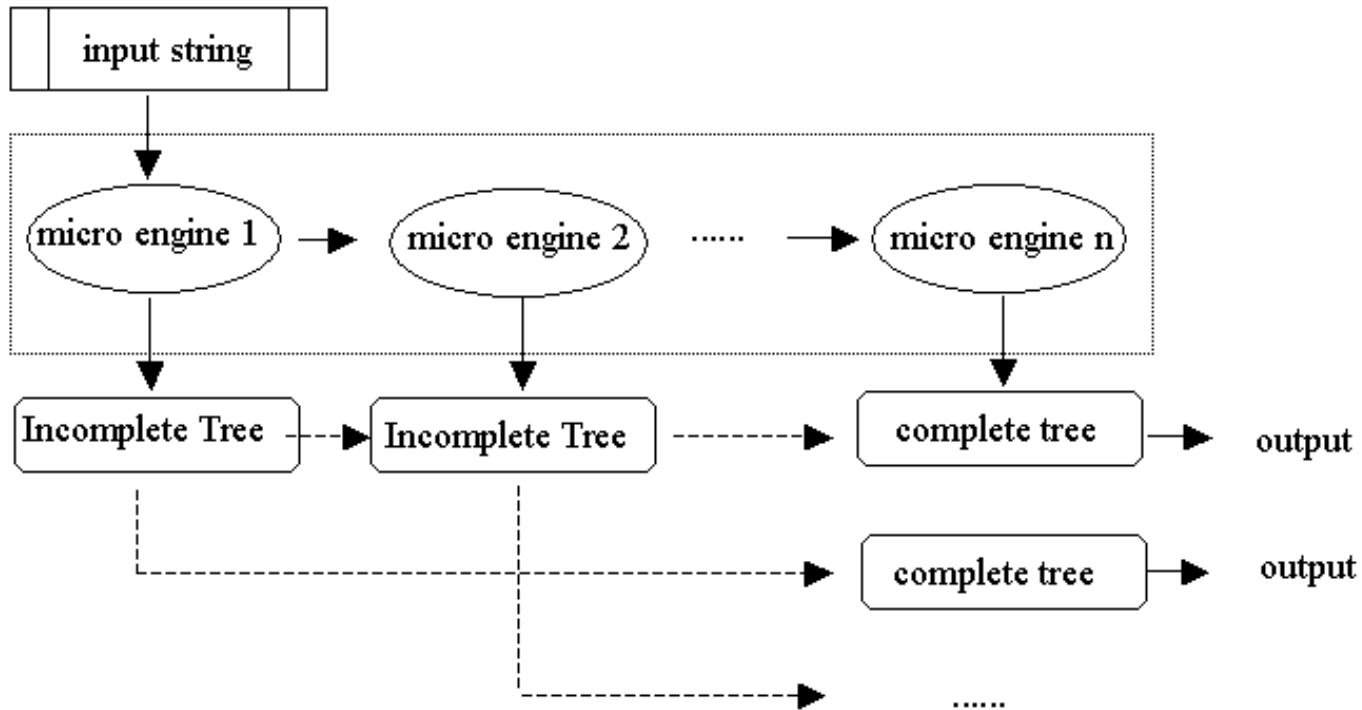 input string
micro engine 1
micro engine 2
......
micro engine n
Incomplete Tree
Incomplete Tree
complete tree
output
complete tree
output
......